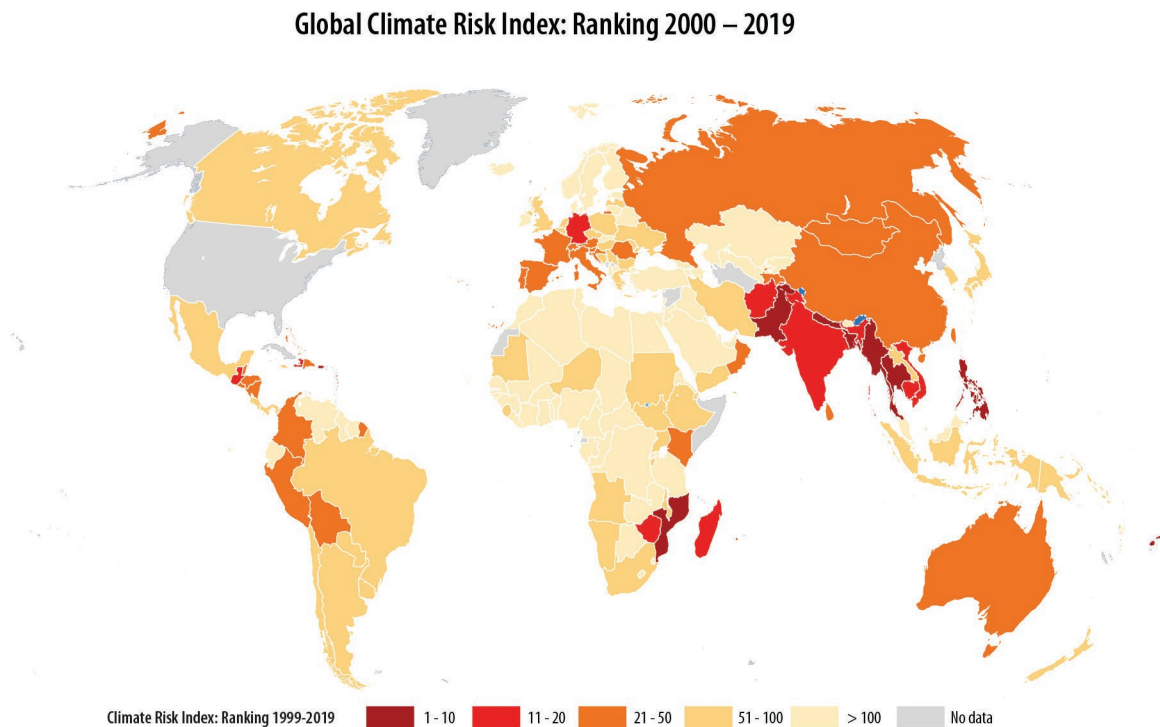 Global Climate Risk Index: Ranking 2000 – 2019
Climate Risk Index: Ranking 1999-2019 1 - 10 11 - 20 21 - 50 51 - 100 > 100 No data